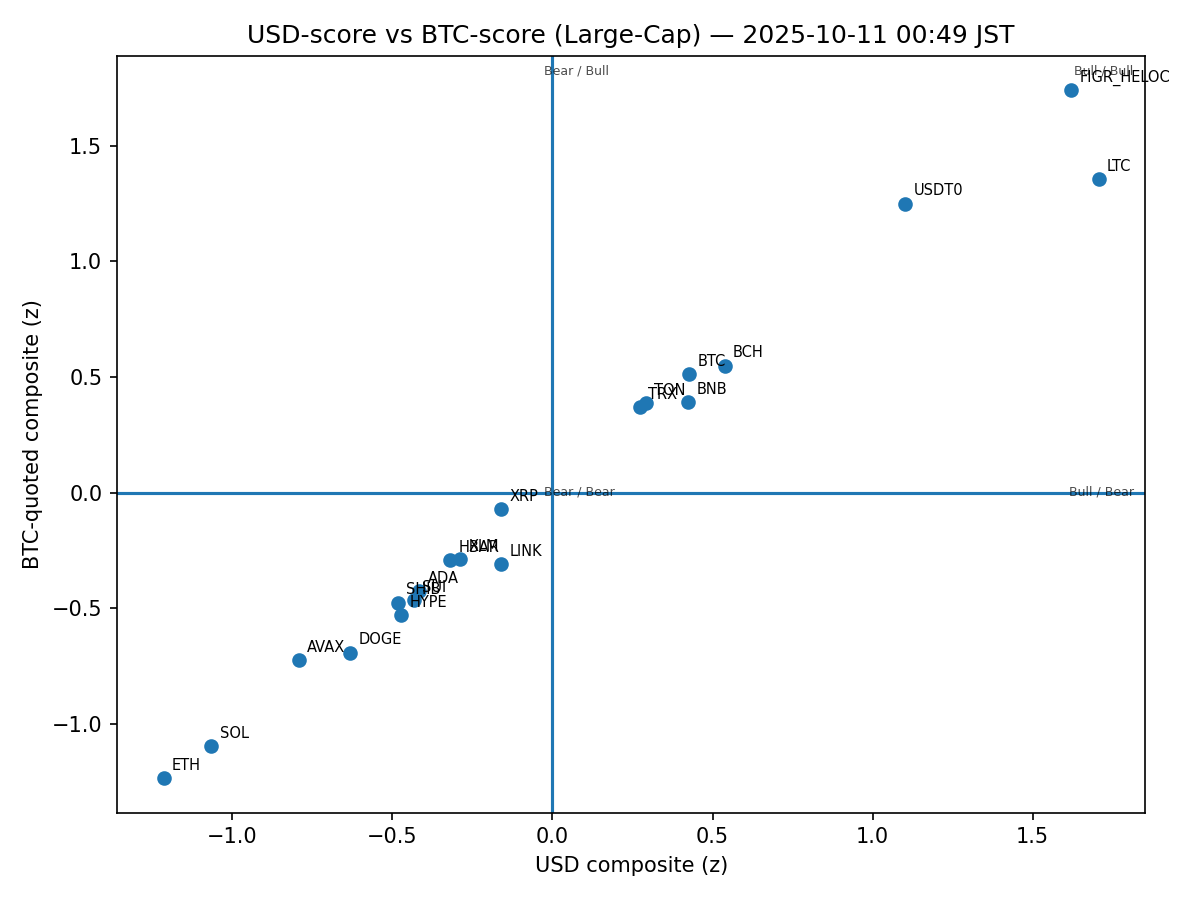 USD-score vs BTC-score (Large-Cap) — 2025-10-11 00:49 JST
Bear / Bull
Bull / Bull
FIGR_HELOC
LTC
USDT0
BCH
BTC
BNB
TON
TRX
XRP
Bear / Bear
Bull / Bear
HBAR
XLM
LINK
ADA
SUI
SHIB
HYPE
DOGE
AVAX
SOL
ETH
1.5
1.0
0.5
0.0
−0.5
−1.0
BTC-quoted composite (z)
−1.0
−0.5
0.0
0.5
1.0
1.5
USD composite (z)